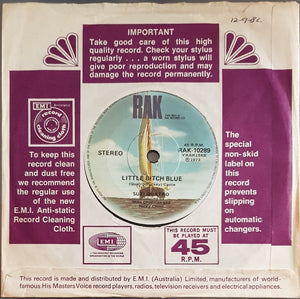 12-9-82
IMPORTANT
Take good care of this high
quality record. Check your stylus
regularly . . . a worn stylus will
give poor reproduction and may
damage the record permanently.
EMI
record
cleaning cloth
To keep this
record clean
and dust free
we recommend
the regular
use of the
new E.M.I.
Anti-static
Record Cleaning
Cloth.
RAK
STEREO
45 R.P.M.
RAK-10289
℗ 1973
LITTLE BITCH BLUE
SUZI QUATRO
The
special
non-skid
label on
this
record
prevents
slipping
on
automatic
changers.
EMI
THIS RECORD MUST
BE PLAYED AT
45
R.P.M.
This record is made and distributed by E.M.I. (Australia) Limited, manufacturers of world-
famous His Masters Voice record players, radios, television receivers and electrical appliances.